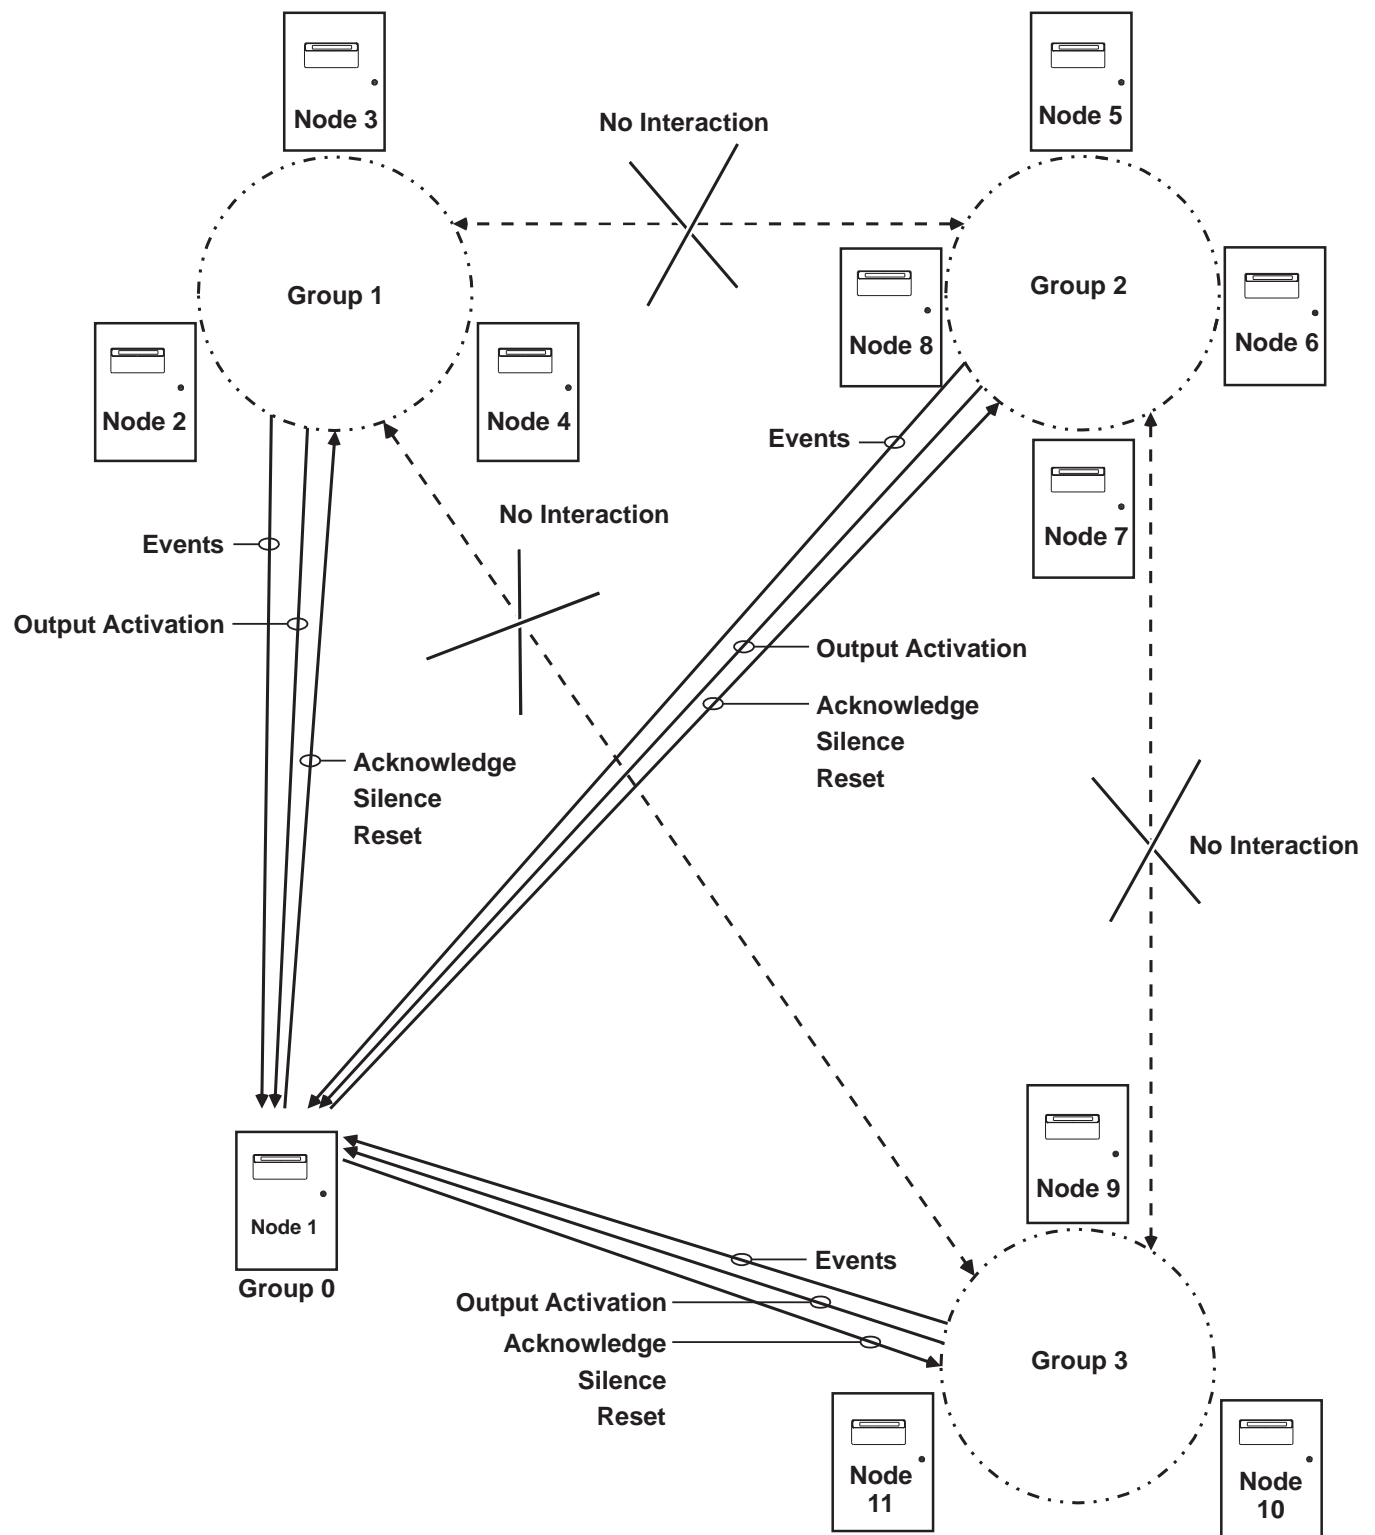 Node 3
Node 5
No Interaction
Group 1
Group 2
Node 8
Node 6
Node 2
Node 4
Events
No Interaction
Node 7
Events
Output Activation
Output Activation
Acknowledge
Silence
Reset
Acknowledge
Silence
Reset
No Interaction
Node 9
Node 1
Group 0
Events
Output Activation
Acknowledge
Silence
Reset
Group 3
Node
11
Node
10